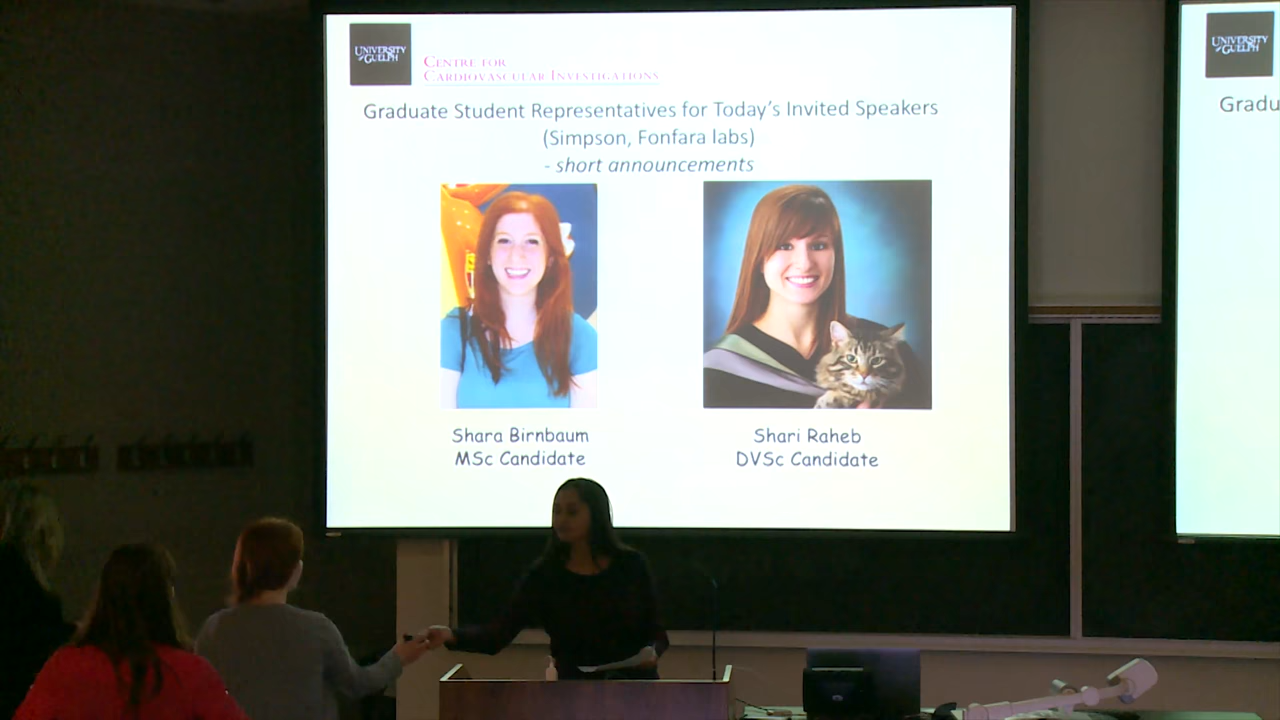 UNIVERSITY
of GUELPH
CENTRE FOR
CARDIOVASCULAR INVESTIGATIONS
Graduate Student Representatives for Today's Invited Speakers
(Simpson, Fonfara labs)
- short announcements
Shara Birnbaum
MSc Candidate
Shari Raheb
DVSc Candidate
UNIVERSITY
of GUELPH
Gradu